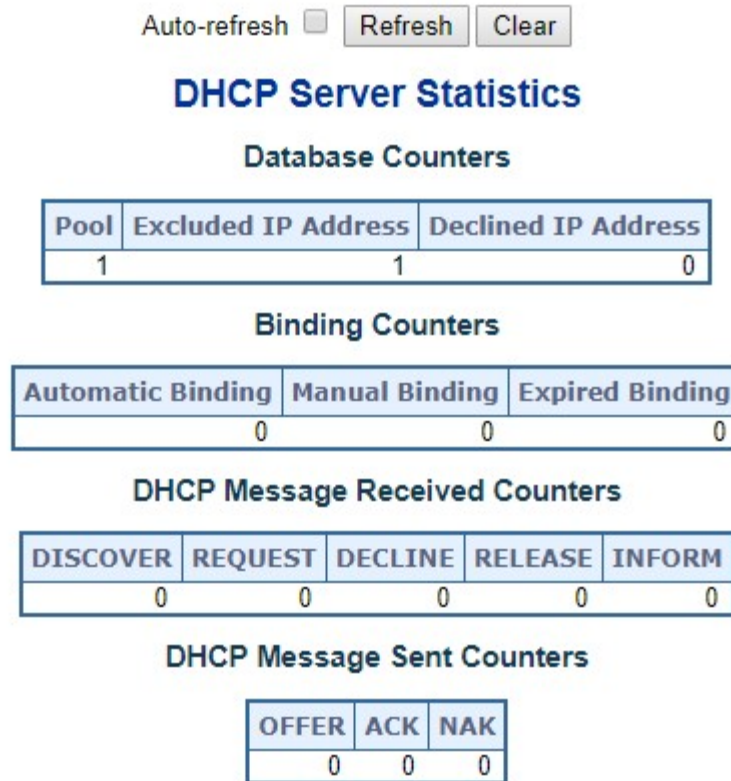 Auto-refresh Refresh Clear
DHCP Server Statistics
Database Counters
Pool Excluded IP Address Declined IP Address
1 1 0
Binding Counters
Automatic Binding Manual Binding Expired Binding
0 0 0
DHCP Message Received Counters
DISCOVER REQUEST DECLINE RELEASE INFORM
0 0 0 0 0
DHCP Message Sent Counters
OFFER ACK NAK
0 0 0